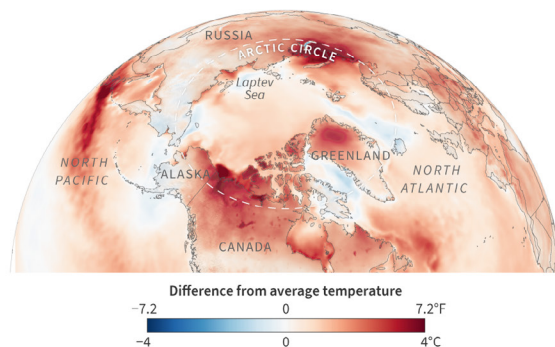 RUSSIA
ARCTIC CIRCLE
Laptev
Sea
NORTH
PACIFIC
ALASKA
GREENLAND
NORTH
ATLANTIC
CANADA
Difference from average temperature
−7.2 0 7.2°F
−4 0 4°C